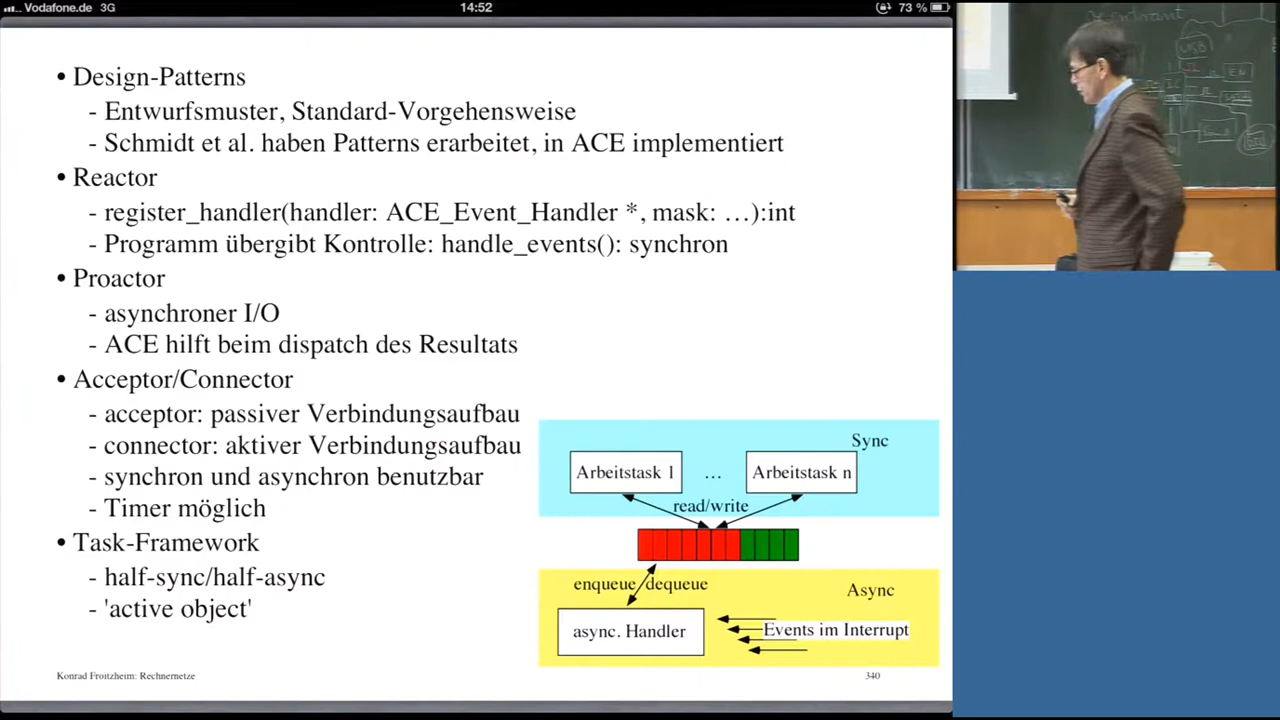 Vodafone.de 3G 14:52 73 %
• Design-Patterns
- Entwurfsmuster, Standard-Vorgehensweise
- Schmidt et al. haben Patterns erarbeitet, in ACE implementiert
• Reactor
- register_handler(handler: ACE_Event_Handler *, mask: …):int
- Programm übergibt Kontrolle: handle_events(): synchron
• Proactor
- asynchroner I/O
- ACE hilft beim dispatch des Resultats
• Acceptor/Connector
- acceptor: passiver Verbindungsaufbau
- connector: aktiver Verbindungsaufbau
- synchron und asynchron benutzbar
- Timer möglich
• Task-Framework
- half-sync/half-async
- 'active object'
Sync
Arbeitstask 1 … Arbeitstask n
read/write
enqueue dequeue
Async
async. Handler
Events im Interrupt
Konrad Froitzheim: Rechnernetze
340